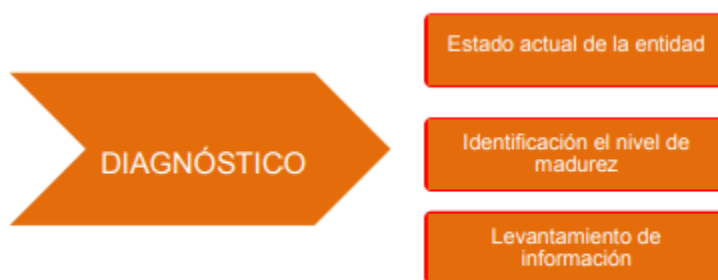 DIAGNÓSTICO
Estado actual de la entidad
Identificación el nivel de
madurez
Levantamiento de
información